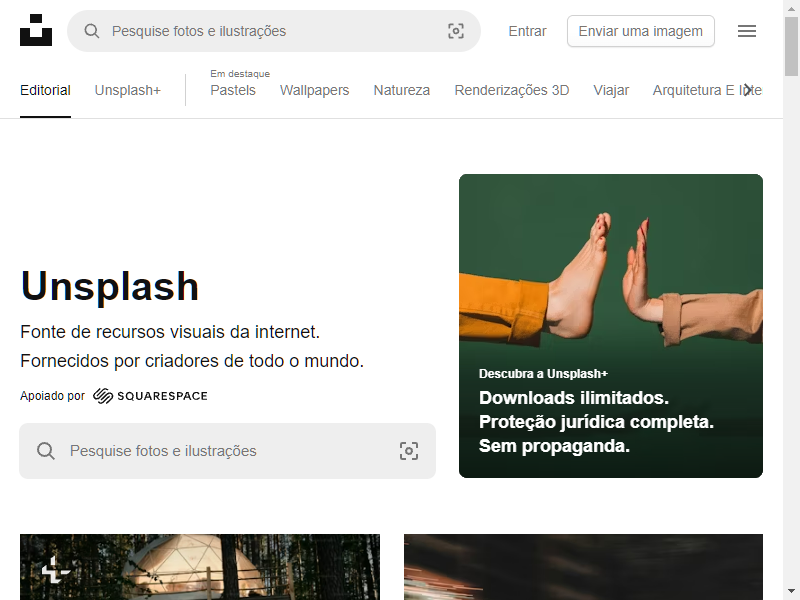 Pesquise fotos e ilustrações
Entrar
Enviar uma imagem
Editorial
Unsplash+
Em destaque
Pastels
Wallpapers
Natureza
Renderizações 3D
Viajar
Arquitetura E
Unsplash
Fonte de recursos visuais da internet.
Fornecidos por criadores de todo o mundo.
Apoiado por SQUARESPACE
Pesquise fotos e ilustrações
Descubra a Unsplash+
Downloads ilimitados.
Proteção jurídica completa.
Sem propaganda.